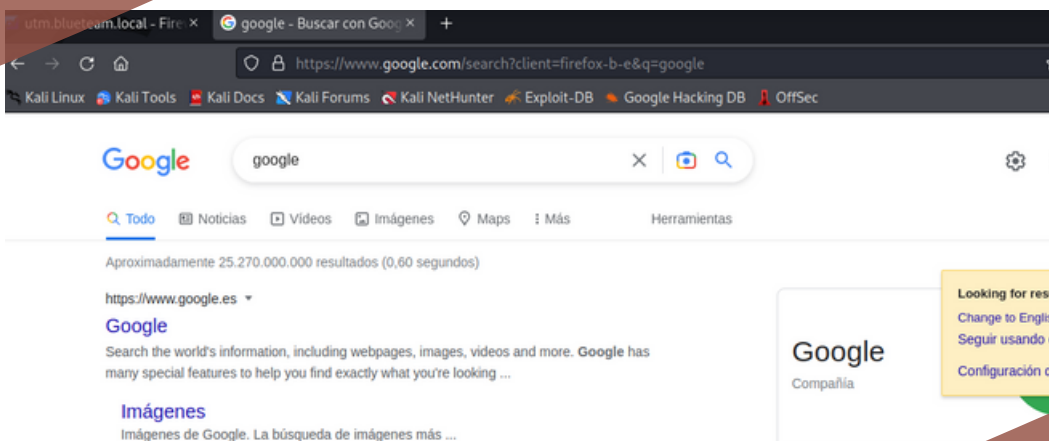 utm.blueteam.local - Fire
google - Buscar con Goog
https://www.google.com/search?client=firefox-b-e&q=google
Kali Linux Kali Tools Kali Docs Kali Forums Kali NetHunter Exploit-DB Google Hacking DB OffSec
Google google
Todo Noticias Vídeos Imágenes Maps Más Herramientas
Aproximadamente 25.270.000.000 resultados (0,60 segundos)
https://www.google.es
Google
Search the world's information, including webpages, images, videos and more. Google has
many special features to help you find exactly what you're looking ...
Imágenes
Imágenes de Google. La búsqueda de imágenes más ...
Google
Compañía
Looking for res
Change to Englis
Seguir usando
Configuración